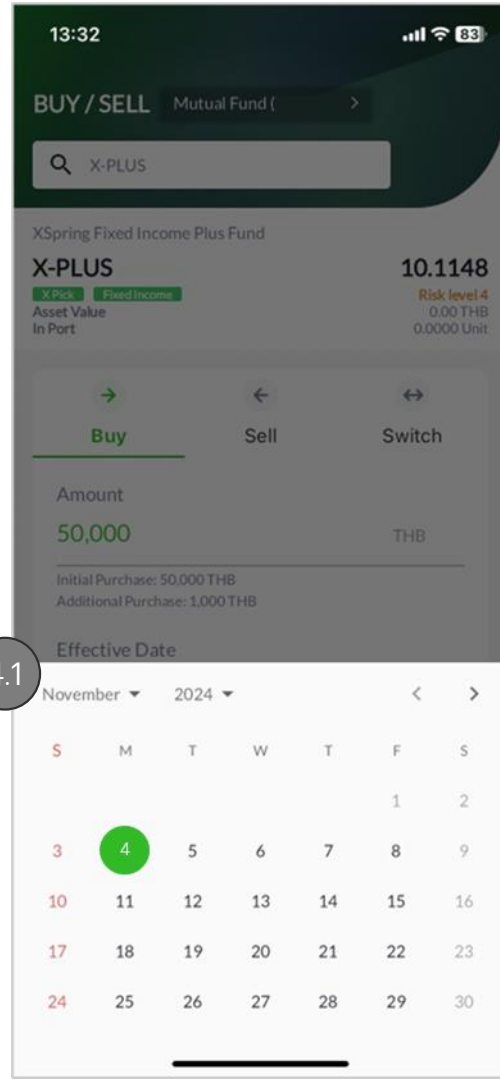 13:32 83
BUY / SELL Mutual Fund ( >
X-PLUS
XSpring Fixed Income Plus Fund
X-PLUS 10.1148
X Pick Fixed Income Risk level 4
Asset Value 0.00 THB
In Port 0.0000 Unit
Buy Sell Switch
Amount
50,000 THB
Initial Purchase: 50,000 THB
Additional Purchase: 1,000 THB
Effective Date
4.1
November 2024 < >
S M T W T F S
1 2
3 4 5 6 7 8 9
10 11 12 13 14 15 16
17 18 19 20 21 22 23
24 25 26 27 28 29 30